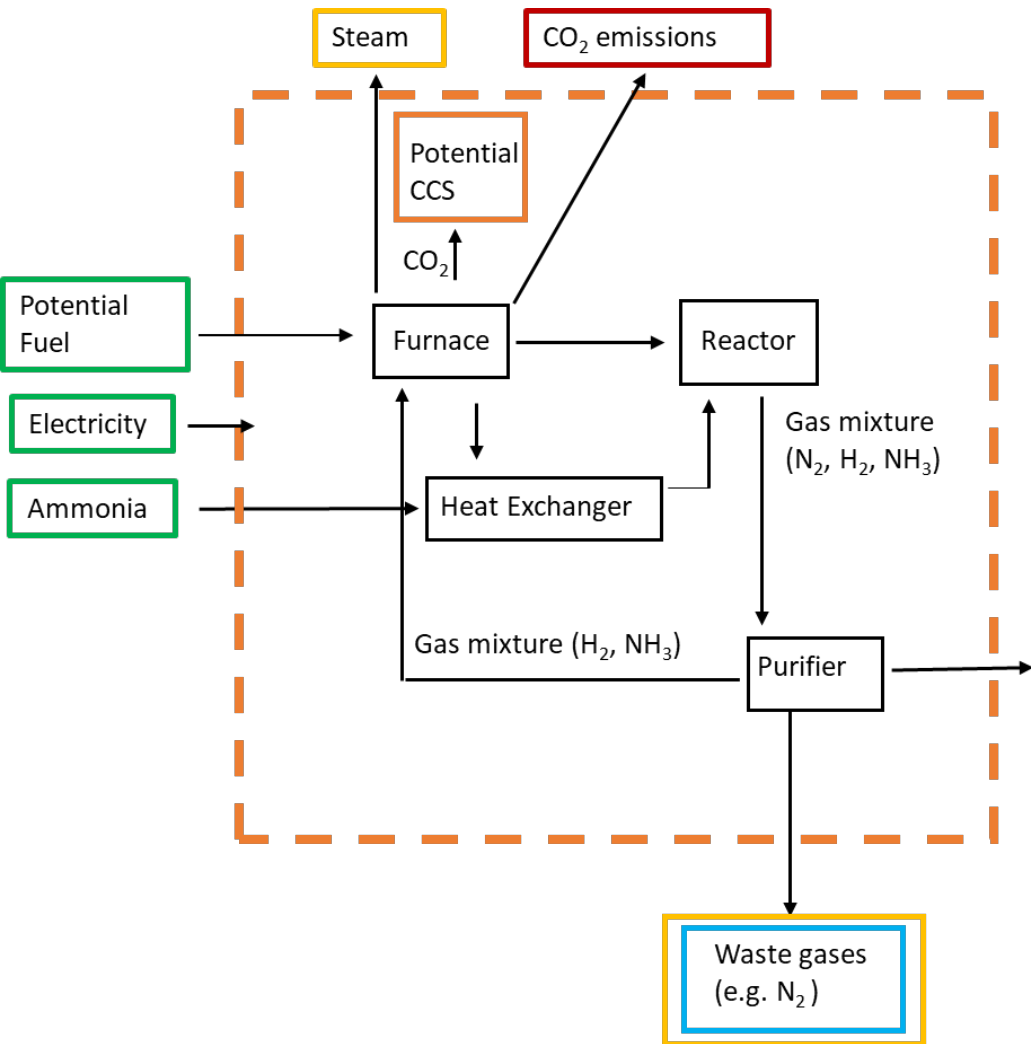 Steam
CO₂ emissions
Potential
CCS
CO₂
Potential
Fuel
Furnace
Reactor
Electricity
Gas mixture
(N₂, H₂, NH₃)
Ammonia
Heat Exchanger
Gas mixture (H₂, NH₃)
Purifier
Waste gases
(e.g. N₂ )